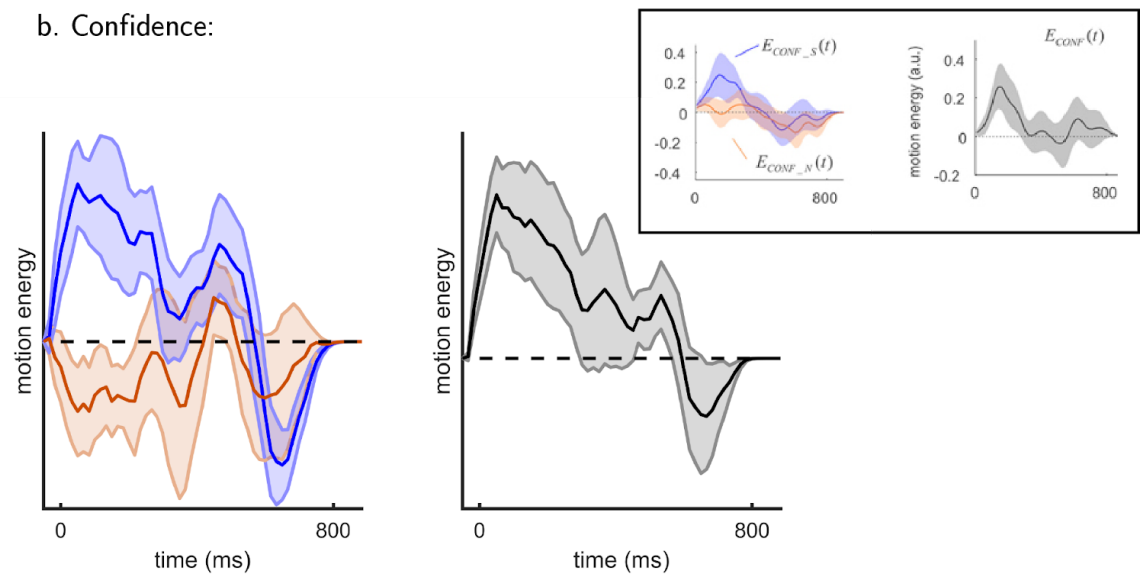 b. Confidence:
motion energy
0
800
time (ms)
motion energy
0
800
time (ms)
0.4
0.2
0
-0.2
-0.4
0
800
E_CONF_S(t)
E_CONF_N(t)
motion energy (a.u.)
0.4
0.2
0
-0.2
0
800
E_CONF(t)